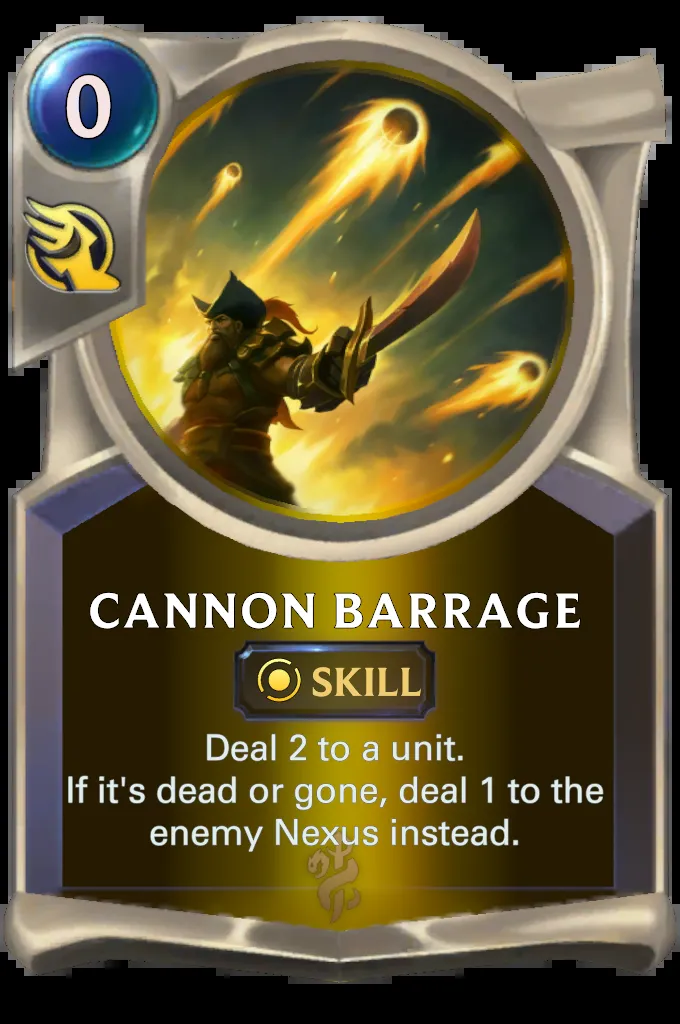 0
CANNON BARRAGE
SKILL
Deal 2 to a unit.
If it's dead or gone, deal 1 to the
enemy Nexus instead.